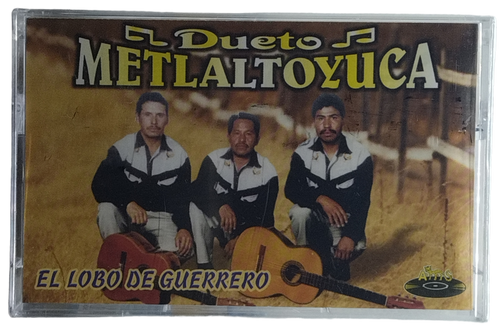 Dueto
METLALTOYUCA
EL LOBO DE GUERRERO